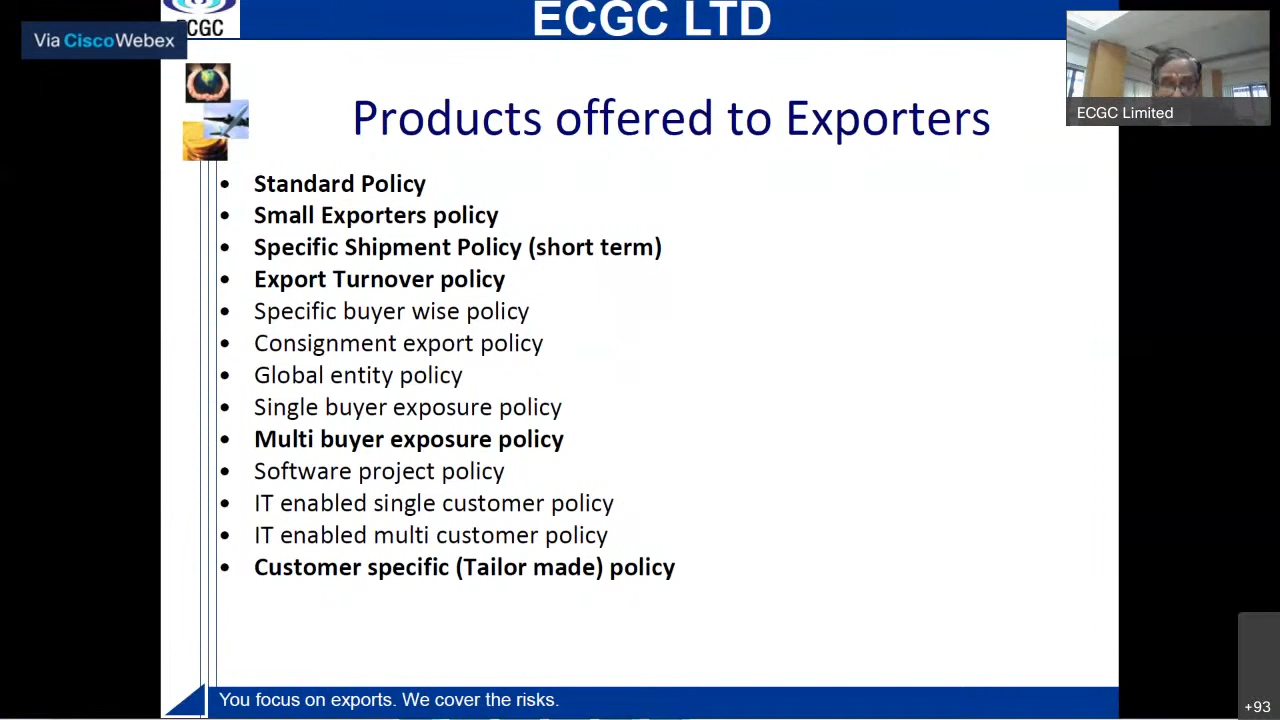 ECGC
ECGC LTD
Via CiscoWebex
ECGC Limited
Products offered to Exporters
• Standard Policy
• Small Exporters policy
• Specific Shipment Policy (short term)
• Export Turnover policy
• Specific buyer wise policy
• Consignment export policy
• Global entity policy
• Single buyer exposure policy
• Multi buyer exposure policy
• Software project policy
• IT enabled single customer policy
• IT enabled multi customer policy
• Customer specific (Tailor made) policy
You focus on exports. We cover the risks.
+93